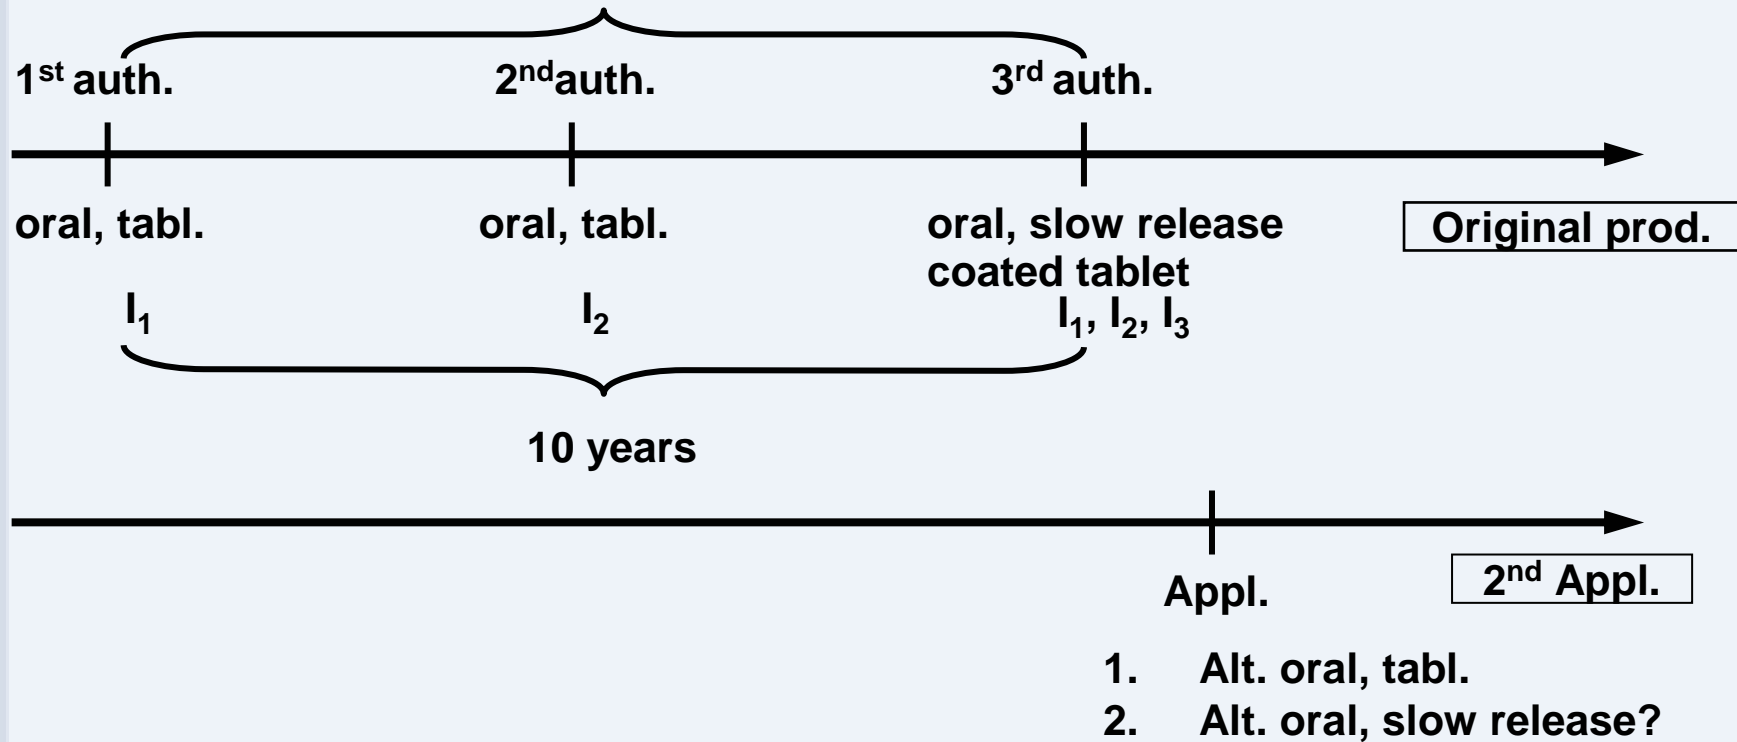 1st auth. 2ndauth. 3rd auth.
oral, tabl. oral, tabl. oral, slow release Original prod.
coated tablet
I1 I2 I1, I2, I3
10 years
Appl. 2nd Appl.
1. Alt. oral, tabl.
2. Alt. oral, slow release?